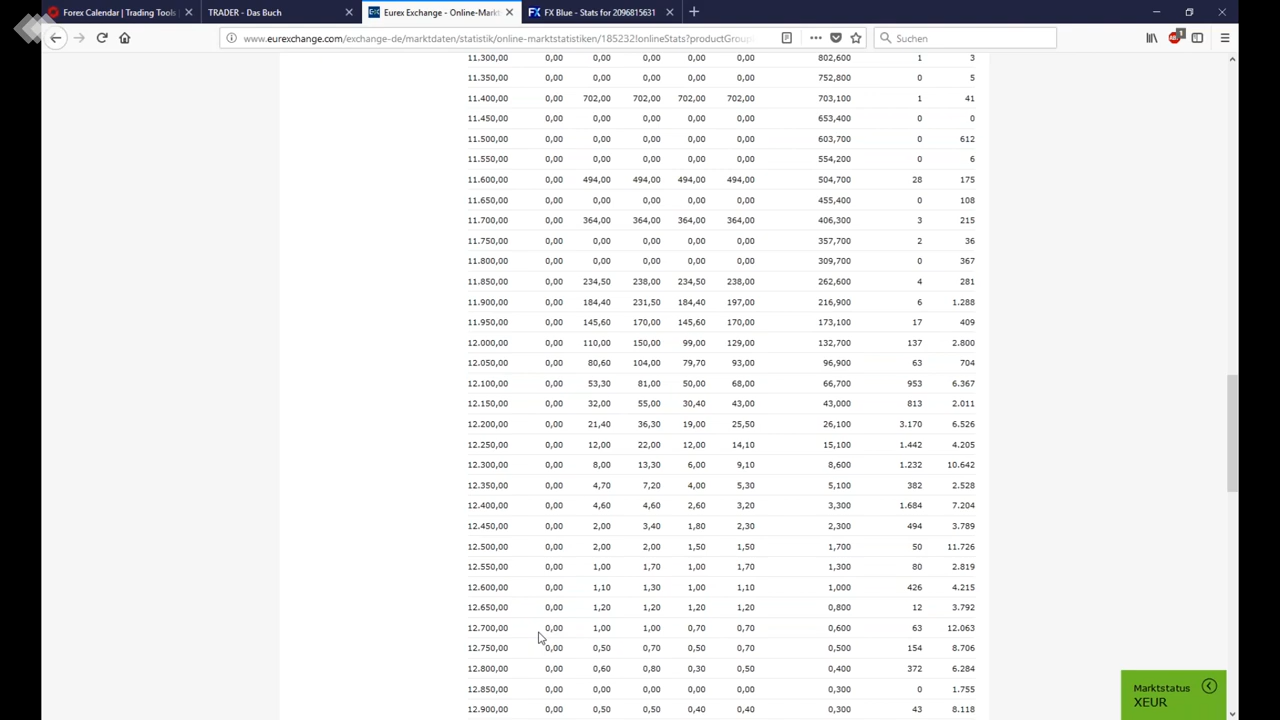 Forex Calendar | Trading Tools
TRADER - Das Buch
Eurex Exchange - Online-Markt
FX Blue - Stats for 2096815631
www.eurexchange.com/exchange-de/marktdaten/statistik/online-marktstatistiken/185232!onlineStats?productGroup
Suchen
11.300,00 0,00 0,00 0,00 0,00 0,00 802,600 1 3
11.350,00 0,00 0,00 0,00 0,00 0,00 752,800 0 5
11.400,00 0,00 702,00 702,00 702,00 702,00 703,100 1 41
11.450,00 0,00 0,00 0,00 0,00 0,00 653,400 0 0
11.500,00 0,00 0,00 0,00 0,00 0,00 603,700 0 612
11.550,00 0,00 0,00 0,00 0,00 0,00 554,200 0 6
11.600,00 0,00 494,00 494,00 494,00 494,00 504,700 28 175
11.650,00 0,00 0,00 0,00 0,00 0,00 455,400 0 108
11.700,00 0,00 364,00 364,00 364,00 364,00 406,300 3 215
11.750,00 0,00 0,00 0,00 0,00 0,00 357,700 2 36
11.800,00 0,00 0,00 0,00 0,00 0,00 309,700 0 367
11.850,00 0,00 234,50 238,00 234,50 238,00 262,600 4 281
11.900,00 0,00 184,40 231,50 184,40 197,00 216,900 6 1.288
11.950,00 0,00 145,60 170,00 145,60 170,00 173,100 17 409
12.000,00 0,00 110,00 150,00 99,00 129,00 132,700 137 2.800
12.050,00 0,00 80,60 104,00 79,70 93,00 96,900 63 704
12.100,00 0,00 53,30 81,00 50,00 68,00 66,700 953 6.367
12.150,00 0,00 32,00 55,00 30,40 43,00 43,000 813 2.011
12.200,00 0,00 21,40 36,30 19,00 25,50 26,100 3.170 6.526
12.250,00 0,00 12,00 22,00 12,00 14,10 15,100 1.442 4.205
12.300,00 0,00 8,00 13,30 6,00 9,10 8,600 1.232 10.642
12.350,00 0,00 4,70 7,20 4,00 5,30 5,100 382 2.528
12.400,00 0,00 4,60 4,60 2,60 3,20 3,300 1.684 7.204
12.450,00 0,00 2,00 3,40 1,80 2,30 2,300 494 3.789
12.500,00 0,00 2,00 2,00 1,50 1,50 1,700 50 11.726
12.550,00 0,00 1,00 1,70 1,00 1,70 1,300 80 2.819
12.600,00 0,00 1,10 1,30 1,00 1,10 1,000 426 4.215
12.650,00 0,00 1,20 1,20 1,20 1,20 0,800 12 3.792
12.700,00 0,00 1,00 1,00 0,70 0,70 0,600 63 12.063
12.750,00 0,00 0,50 0,70 0,50 0,70 0,500 154 8.706
12.800,00 0,00 0,60 0,80 0,30 0,50 0,400 372 6.284
12.850,00 0,00 0,00 0,00 0,00 0,00 0,300 0 1.755
12.900,00 0,00 0,50 0,50 0,40 0,40 0,300 43 8.118
Marktstatus
XEUR